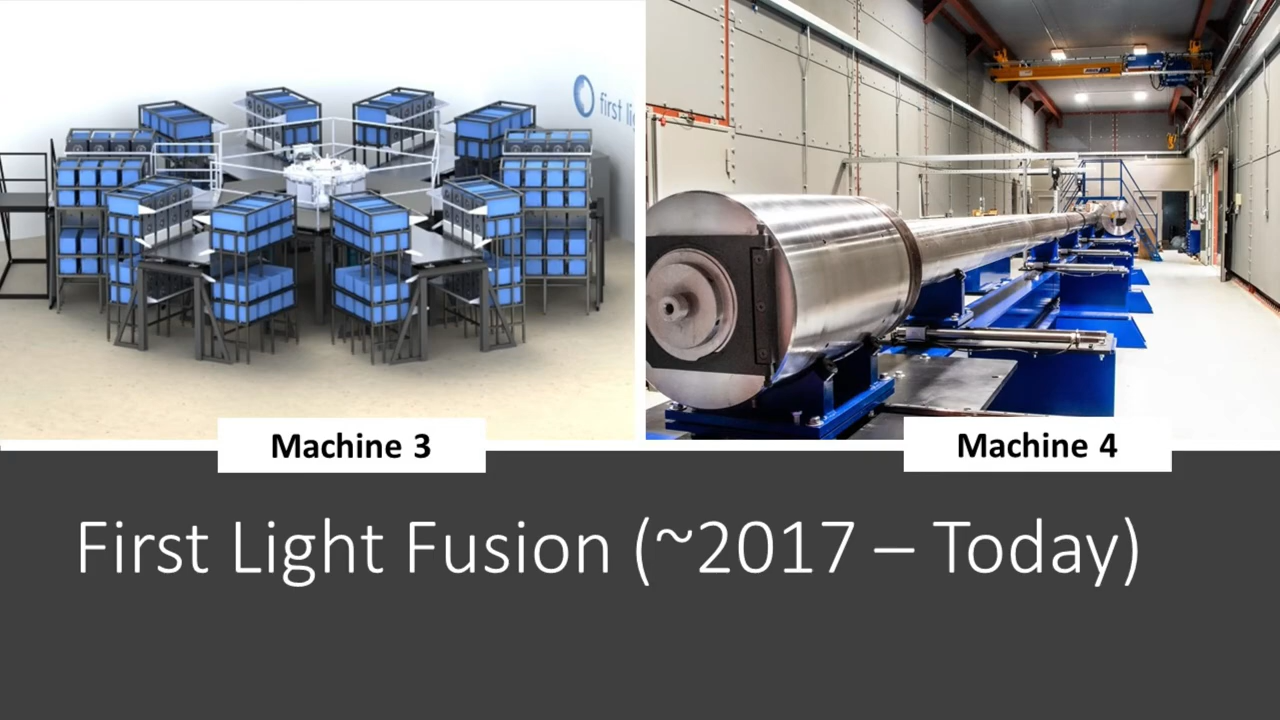 first li
Machine 3
Machine 4
First Light Fusion (~2017 – Today)